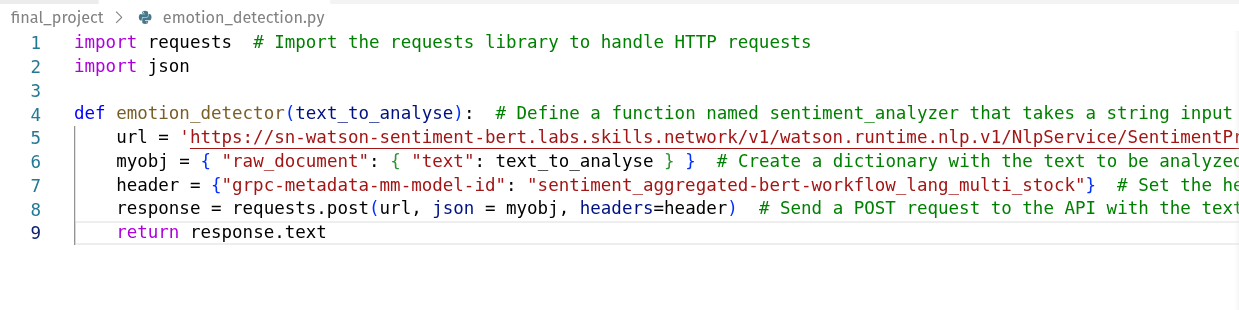 final_project > emotion_detection.py
1 import requests  # Import the requests library to handle HTTP requests
2 import json
3
4 def emotion_detector(text_to_analyse):  # Define a function named sentiment_analyzer that takes a string input
5     url = 'https://sn-watson-sentiment-bert.labs.skills.network/v1/watson.runtime.nlp.v1/NlpService/SentimentPr
6     myobj = { "raw_document": { "text": text_to_analyse } }  # Create a dictionary with the text to be analyzed
7     header = {"grpc-metadata-mm-model-id": "sentiment_aggregated-bert-workflow_lang_multi_stock"}  # Set the he
8     response = requests.post(url, json = myobj, headers=header)  # Send a POST request to the API with the text
9     return response.text